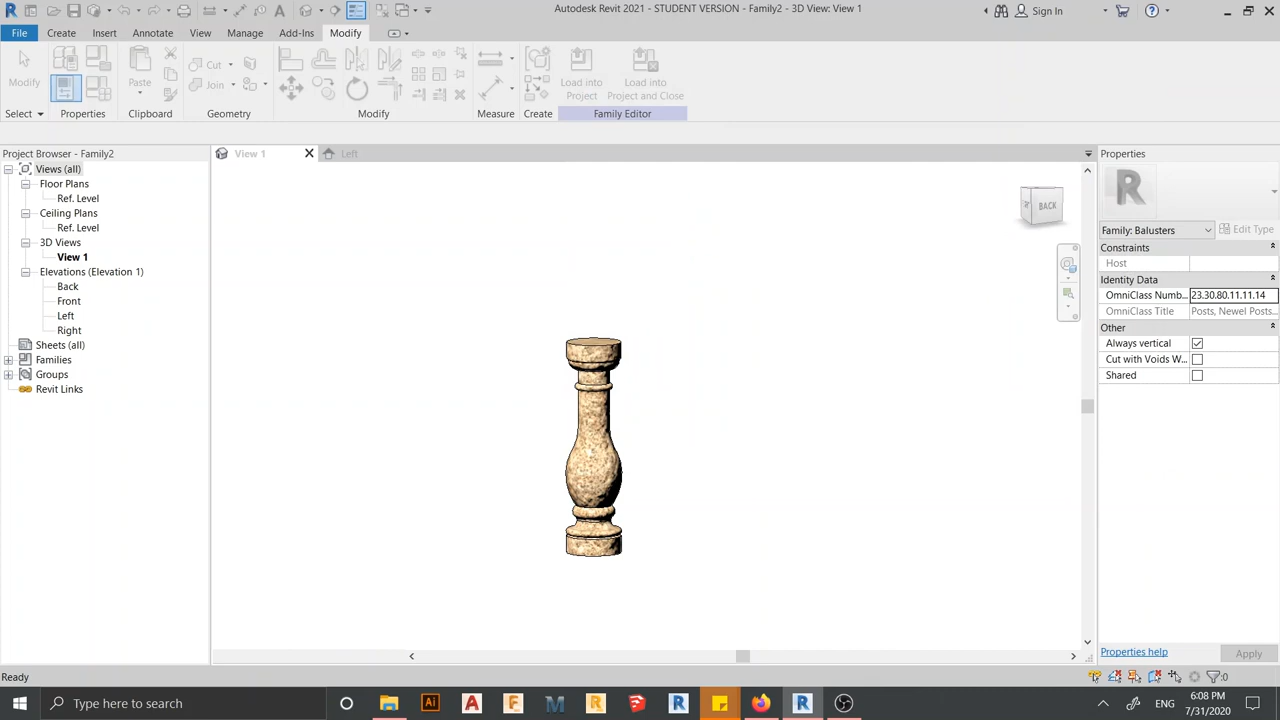 Autodesk Revit 2021 - STUDENT VERSION - Family2 - 3D View: View 1
Sign In
File
Create
Insert
Annotate
View
Manage
Add-Ins
Modify
Modify
Paste
Cut
Join
Load into
Project
Load into
Project and Close
Select
Properties
Clipboard
Geometry
Modify
Measure
Create
Family Editor
Project Browser - Family2
Views (all)
Floor Plans
Ref. Level
Ceiling Plans
Ref. Level
3D Views
View 1
Elevations (Elevation 1)
Back
Front
Left
Right
Sheets (all)
Families
Groups
Revit Links
View 1
Left
BACK
Properties
Family: Balusters
Edit Type
Constraints
Host
Identity Data
OmniClass Numb... 23.30.80.11.11.14
OmniClass Title Posts, Newel Posts...
Other
Always vertical
Cut with Voids W...
Shared
Properties help
Apply
Ready
:0
Type here to search
ENG
6:08 PM
7/31/2020